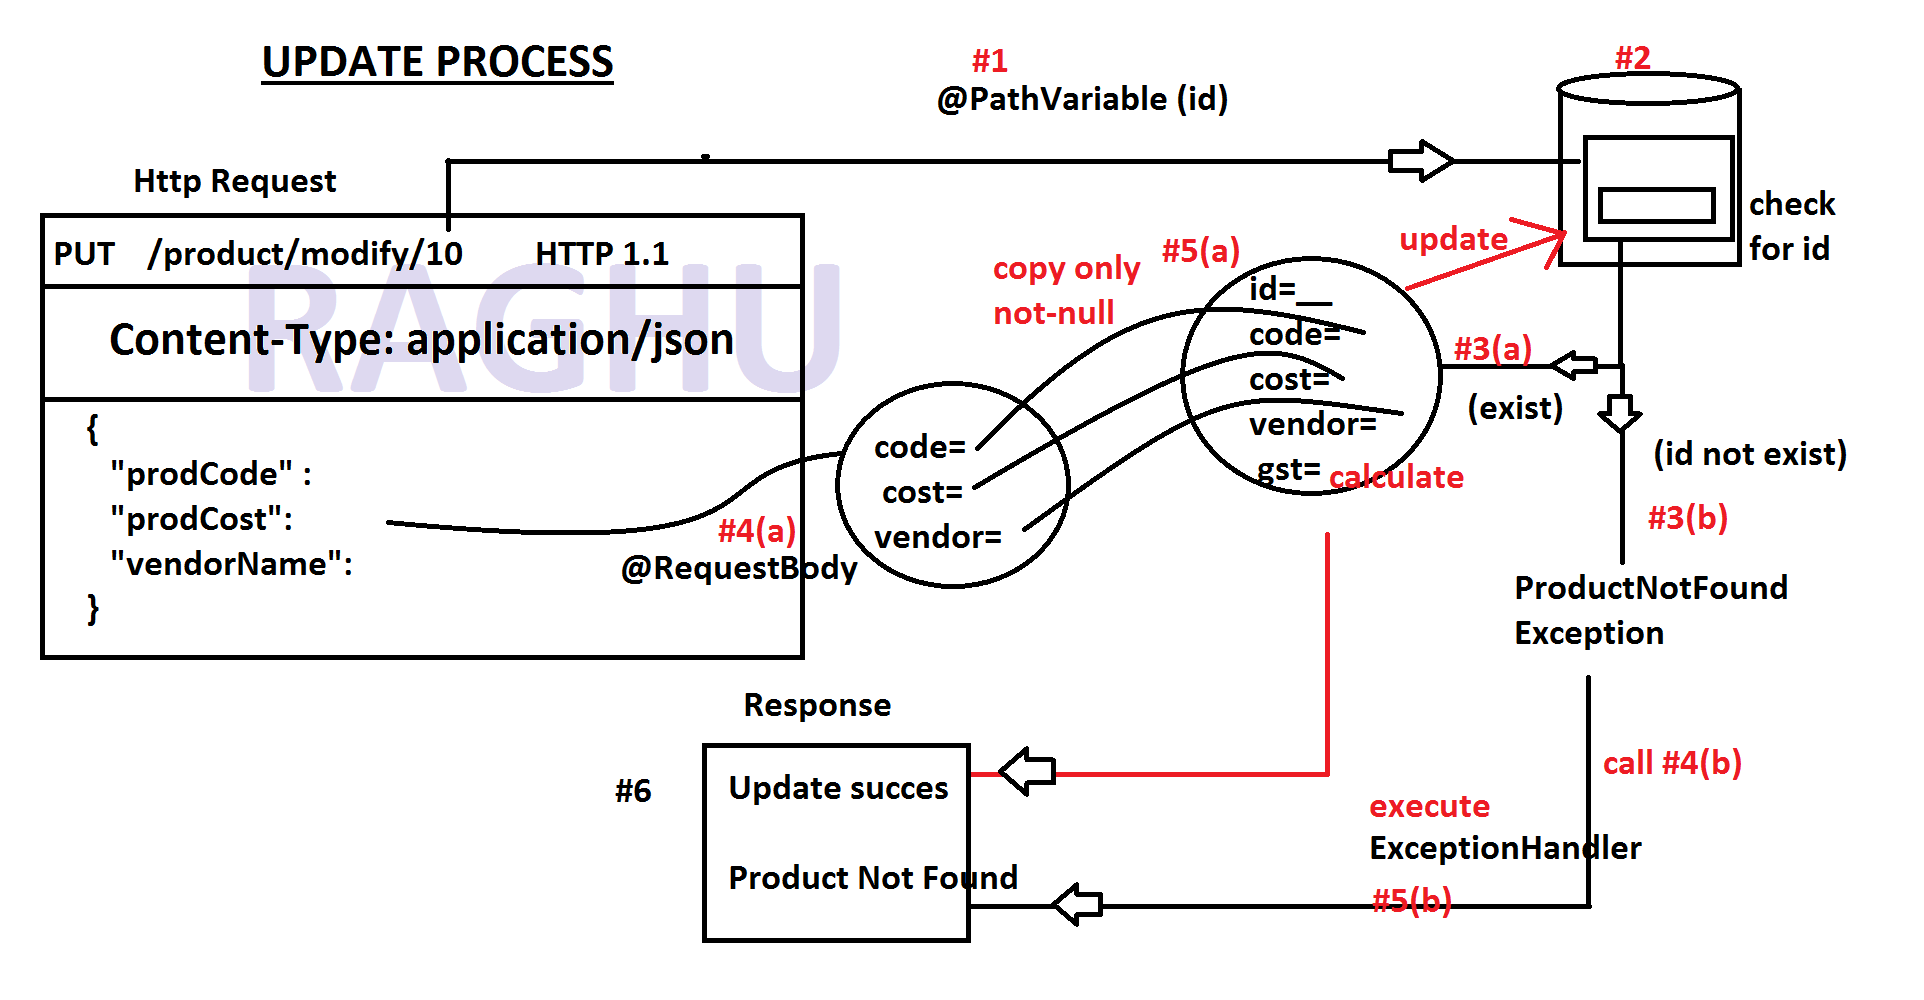 UPDATE PROCESS
#1
@PathVariable (id)
#2
Http Request
check
for id
PUT /product/modify/10 HTTP 1.1
RAGHU
Content-Type: application/json
{
"prodCode" :
"prodCost":
"vendorName":
}
#4(a)
@RequestBody
code=
cost=
vendor=
copy only
not-null
#5(a)
id=__
code=
cost=
vendor=
gst= calculate
update
#3(a)
(exist)
(id not exist)
#3(b)
ProductNotFound
Exception
call #4(b)
execute
ExceptionHandler
#5(b)
Response
#6
Update succes
Product Not Found